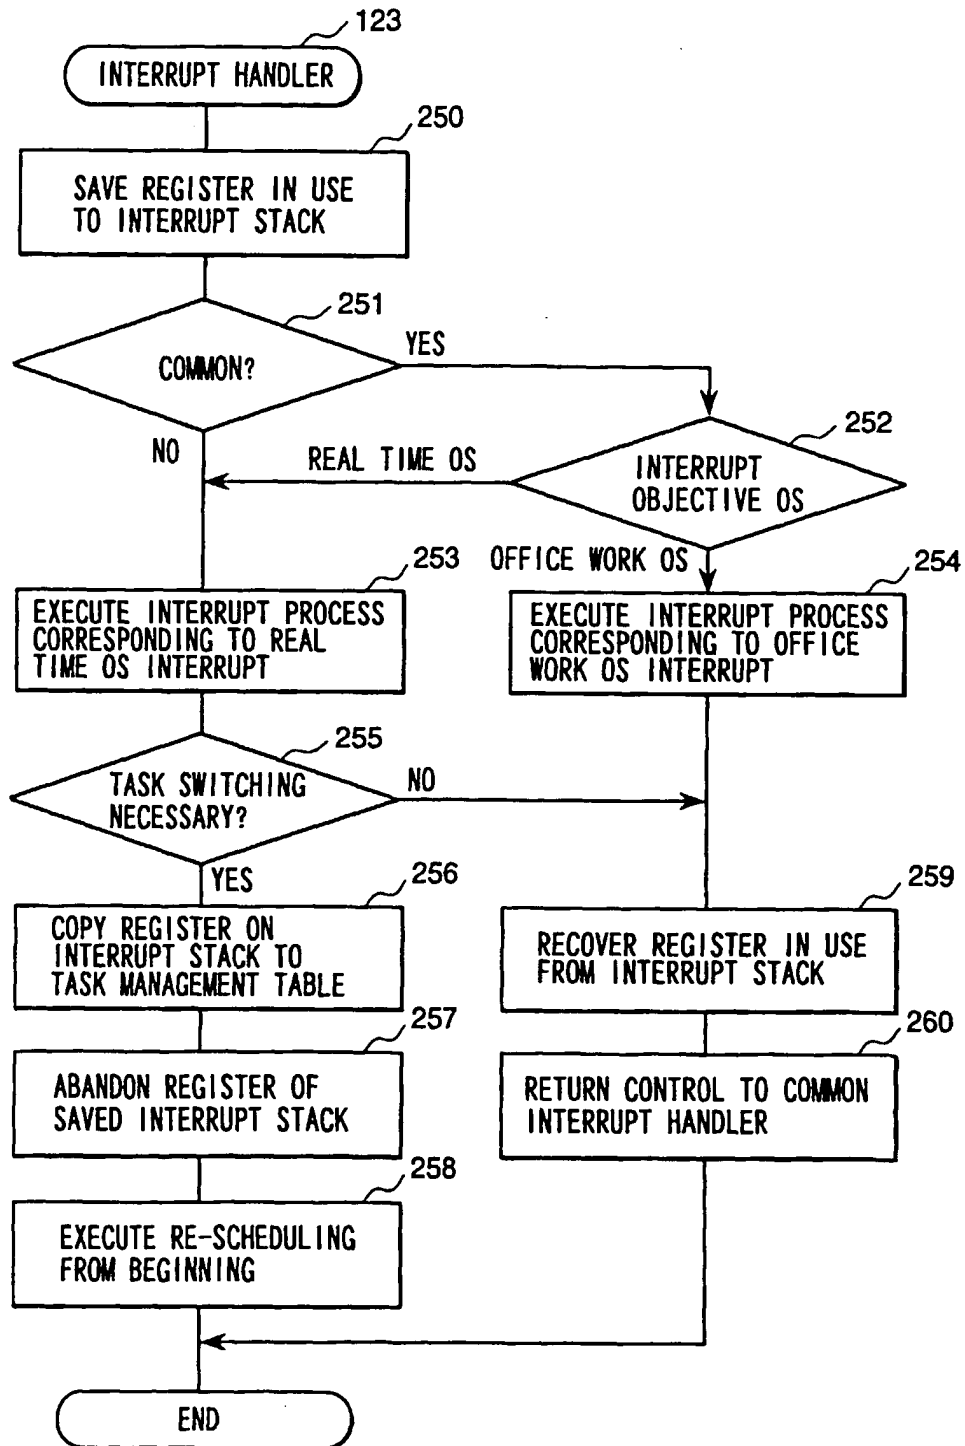 123
INTERRUPT HANDLER
250
SAVE REGISTER IN USE
TO INTERRUPT STACK
251
COMMON?
YES
NO
252
INTERRUPT
OBJECTIVE OS
REAL TIME OS
OFFICE WORK OS
253
EXECUTE INTERRUPT PROCESS
CORRESPONDING TO REAL
TIME OS INTERRUPT
254
EXECUTE INTERRUPT PROCESS
CORRESPONDING TO OFFICE
WORK OS INTERRUPT
255
TASK SWITCHING
NECESSARY?
NO
YES
256
COPY REGISTER ON
INTERRUPT STACK TO
TASK MANAGEMENT TABLE
259
RECOVER REGISTER IN USE
FROM INTERRUPT STACK
257
ABANDON REGISTER OF
SAVED INTERRUPT STACK
260
RETURN CONTROL TO COMMON
INTERRUPT HANDLER
258
EXECUTE RE-SCHEDULING
FROM BEGINNING
END